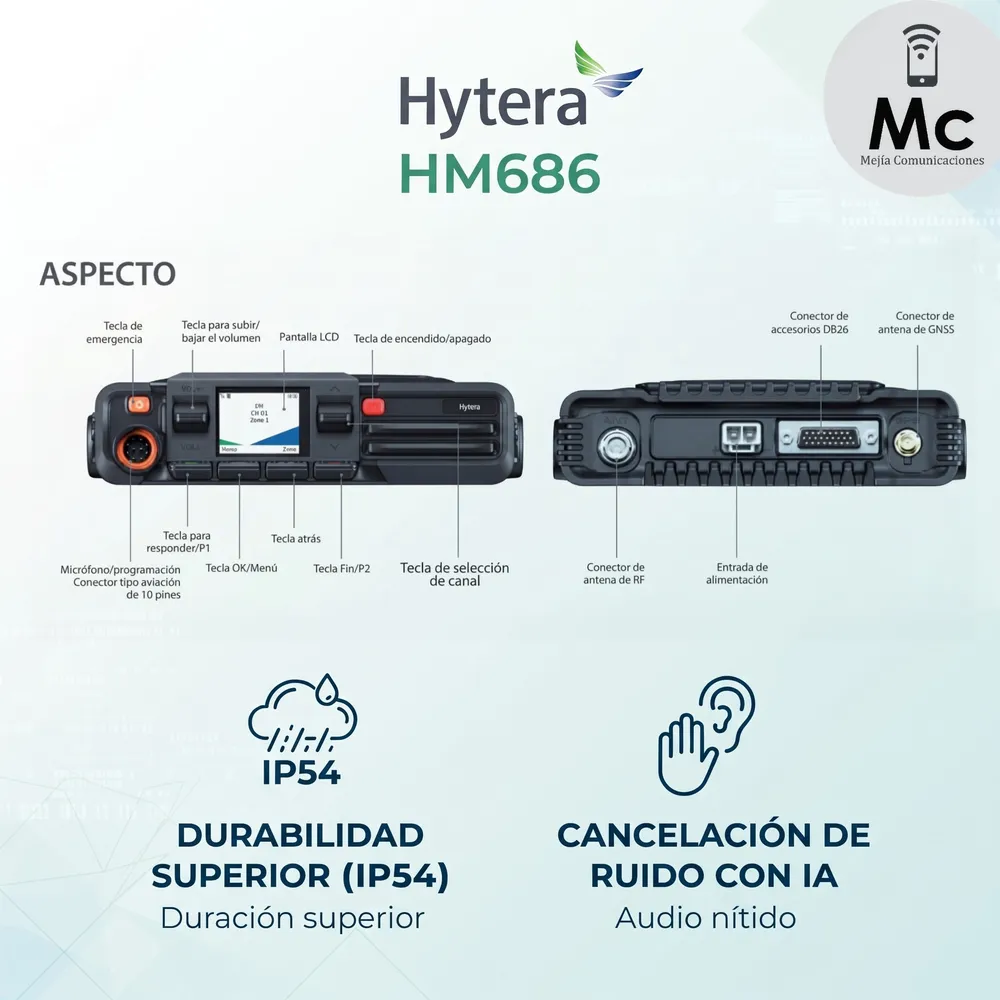 Hytera
HM686
Mc
Mejía Comunicaciones
ASPECTO
Tecla de
emergencia
Tecla para subir/
bajar el volumen
Pantalla LCD
Tecla de encendido/apagado
Conector de
accesorios DB26
Conector de
antena de GNSS
DM
CH 01
Zone 1
Menu
Zone
Hytera
Tecla para
responder/P1
Tecla atrás
Micrófono/programación
Conector tipo aviación
de 10 pines
Tecla OK/Menú
Tecla Fin/P2
Tecla de selección
de canal
Conector de
antena de RF
Entrada de
alimentación
IP54
DURABILIDAD
SUPERIOR (IP54)
Duración superior
CANCELACIÓN DE
RUIDO CON IA
Audio nítido